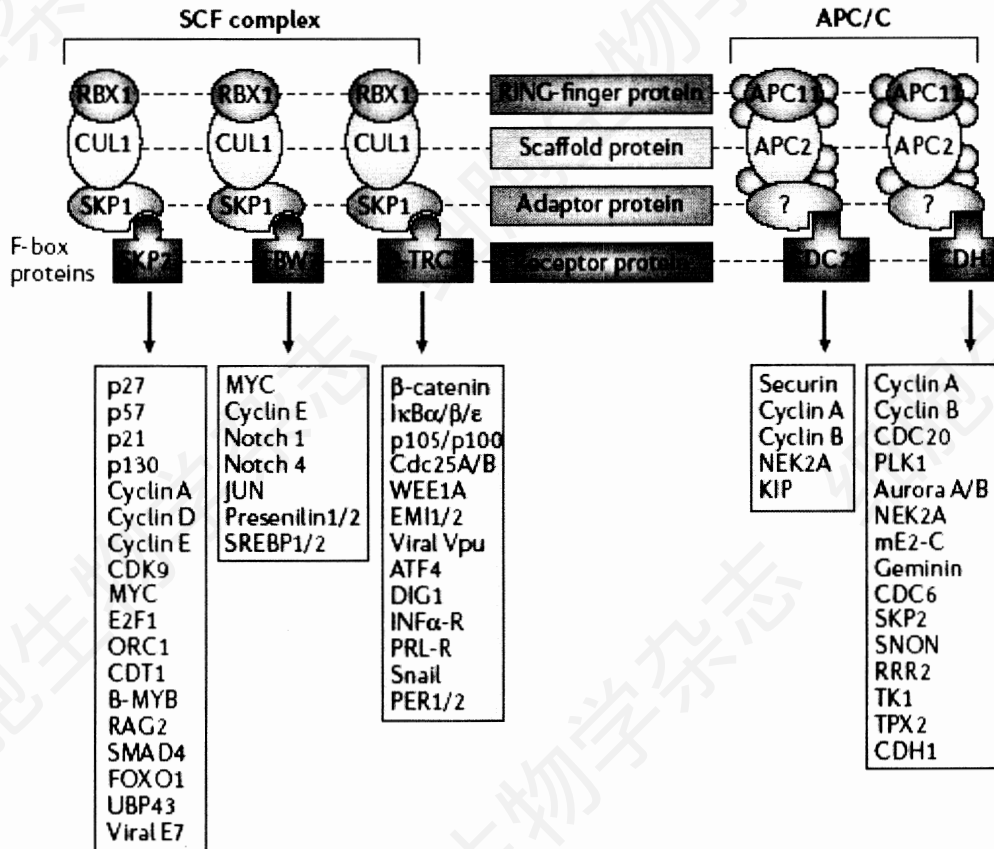 SCF complex
APC/C
RBX1 RBX1 RBX1 RING-finger protein APC11 APC11
CUL1 CUL1 CUL1 Scaffold protein APC2 APC2
SKP1 SKP1 SKP1 Adaptor protein ? ?
F-box
proteins
SKP2 Receptor protein
p27
p57
p21
p130
Cyclin A
Cyclin D
Cyclin E
CDK9
MYC
E2F1
ORC1
CDT1
B-MYB
RAG2
SMAD4
FOXO1
UBP43
Viral E7
MYC
Cyclin E
Notch 1
Notch 4
JUN
Presenilin1/2
SREBP1/2
β-catenin
IκBα/β/ε
p105/p100
Cdc25A/B
WEE1A
EMI1/2
Viral Vpu
ATF4
DIG1
INFα-R
PRL-R
Snail
PER1/2
Securin
Cyclin A
Cyclin B
NEK2A
KIP
Cyclin A
Cyclin B
CDC20
PLK1
Aurora A/B
NEK2A
mE2-C
Geminin
CDC6
SKP2
SNON
RRR2
TK1
TPX2
CDH1